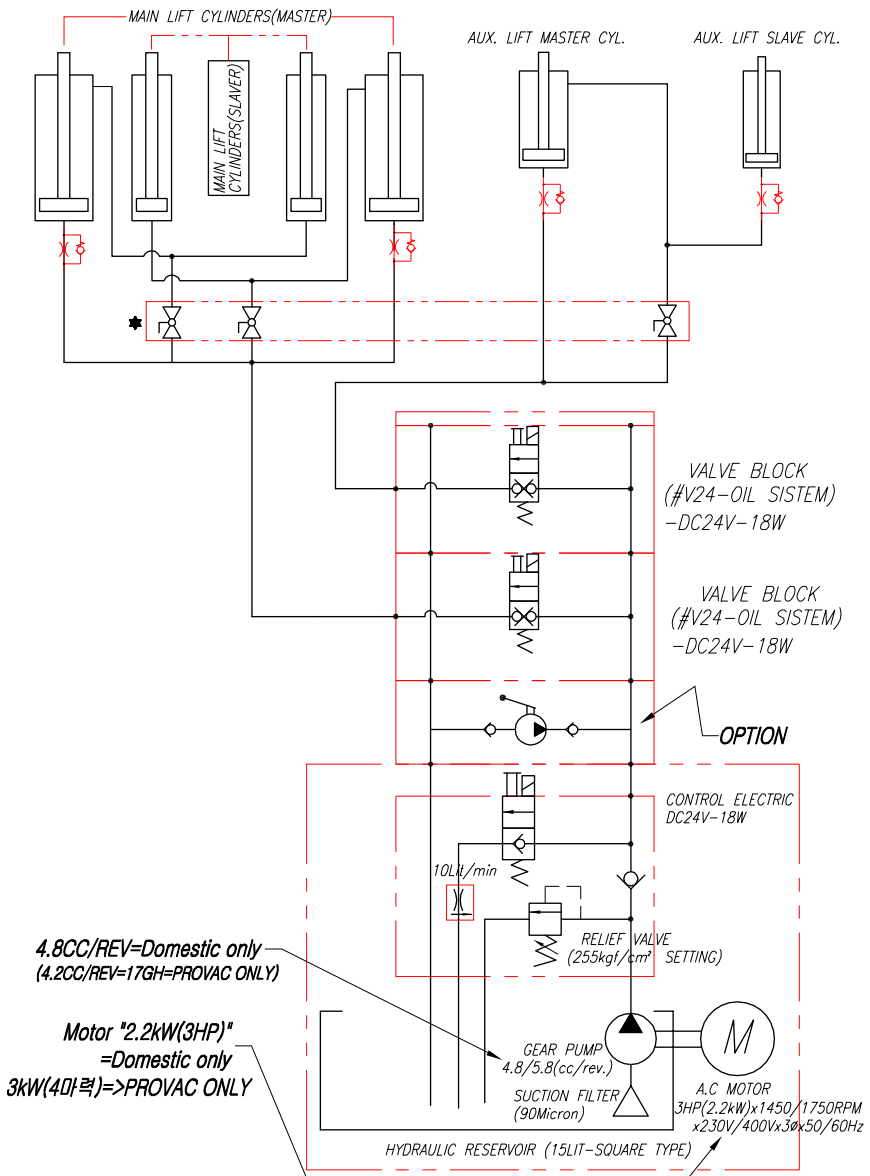 MAIN LIFT CYLINDERS(MASTER)
AUX. LIFT MASTER CYL.
AUX. LIFT SLAVE CYL.
MAIN LIFT
CYLINDERS(SLAVER)
VALVE BLOCK
(#V24-OIL SISTEM)
-DC24V-18W
VALVE BLOCK
(#V24-OIL SISTEM)
-DC24V-18W
OPTION
CONTROL ELECTRIC
DC24V-18W
10Lit/min
RELIEF VALVE
(255kgf/cm² SETTING)
4.8CC/REV=Domestic only
(4.2CC/REV=17GH=PROVAC ONLY)
Motor "2.2kW(3HP)"
=Domestic only
3kW(4마력)=>PROVAC ONLY
GEAR PUMP
4.8/5.8(cc/rev.)
SUCTION FILTER
(90Micron)
M
A.C MOTOR
3HP(2.2kW)x1450/1750RPM
x230V/400Vx3øx50/60Hz
HYDRAULIC RESERVOIR (15LIT-SQUARE TYPE)